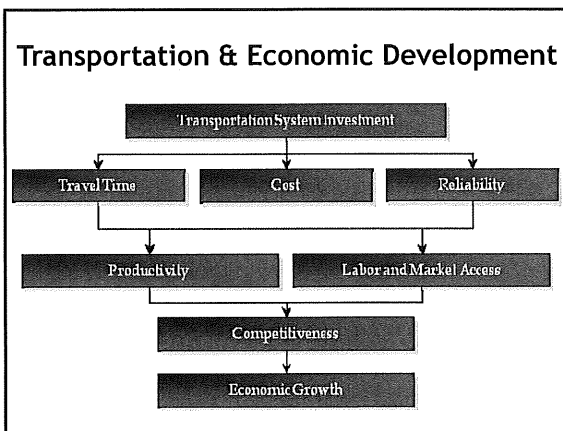 Transportation & Economic Development
Transportation System Investment
Travel Time
Cost
Reliability
Productivity
Labor and Market Access
Competitiveness
Economic Growth